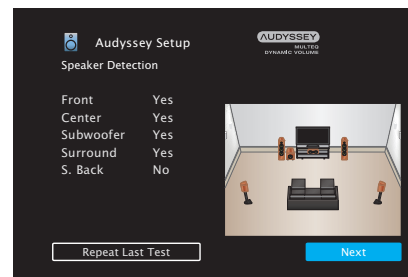 Audyssey Setup
AUDYSSEY
MULTEQ
DYNAMIC VOLUME
Speaker Detection
Front Yes
Center Yes
Subwoofer Yes
Surround Yes
S. Back No
Repeat Last Test
Next